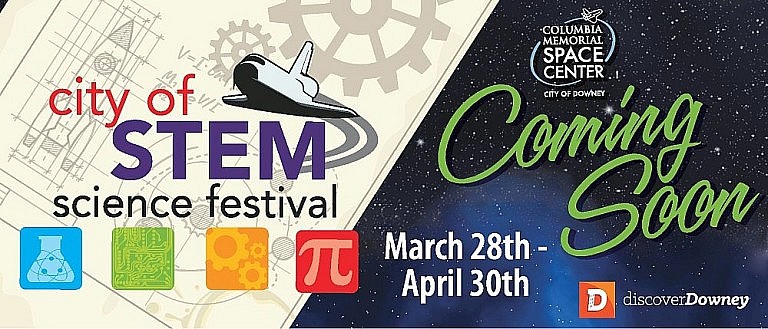 city of
STEM
science festival
π
COLUMBIA
MEMORIAL
SPACE
CENTER
CITY OF DOWNEY
Coming
Soon
March 28th -
April 30th
D
discoverDowney